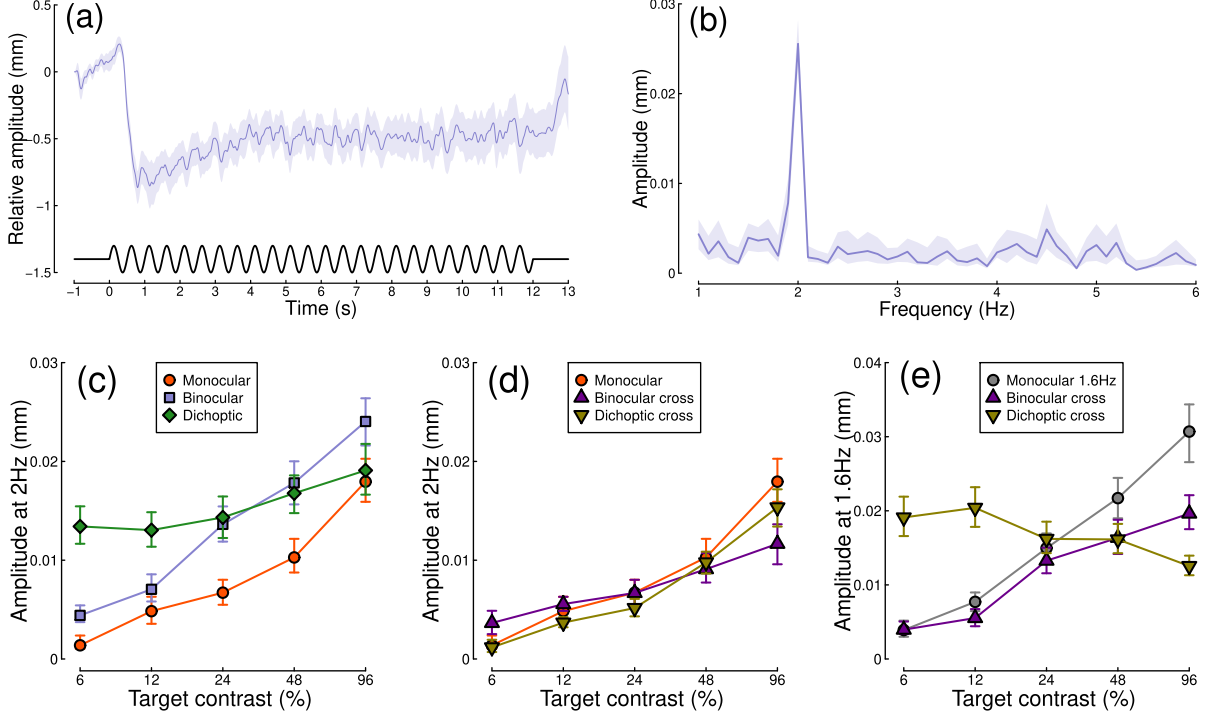 (a)
Relative amplitude (mm)
0.5
0
−0.5
−1
−1.5
−1 0 1 2 3 4 5 6 7 8 9 10 11 12 13
Time (s)
(b)
Amplitude (mm)
0.03
0.02
0.01
0
1 2 3 4 5 6
Frequency (Hz)
(c)
Monocular
Binocular
Dichoptic
Amplitude at 2Hz (mm)
0.03
0.02
0.01
0
6 12 24 48 96
Target contrast (%)
(d)
Monocular
Binocular cross
Dichoptic cross
Amplitude at 2Hz (mm)
0.03
0.02
0.01
0
6 12 24 48 96
Target contrast (%)
(e)
Monocular 1.6Hz
Binocular cross
Dichoptic cross
Amplitude at 1.6Hz (mm)
0.04
0.03
0.02
0.01
0
6 12 24 48 96
Target contrast (%)